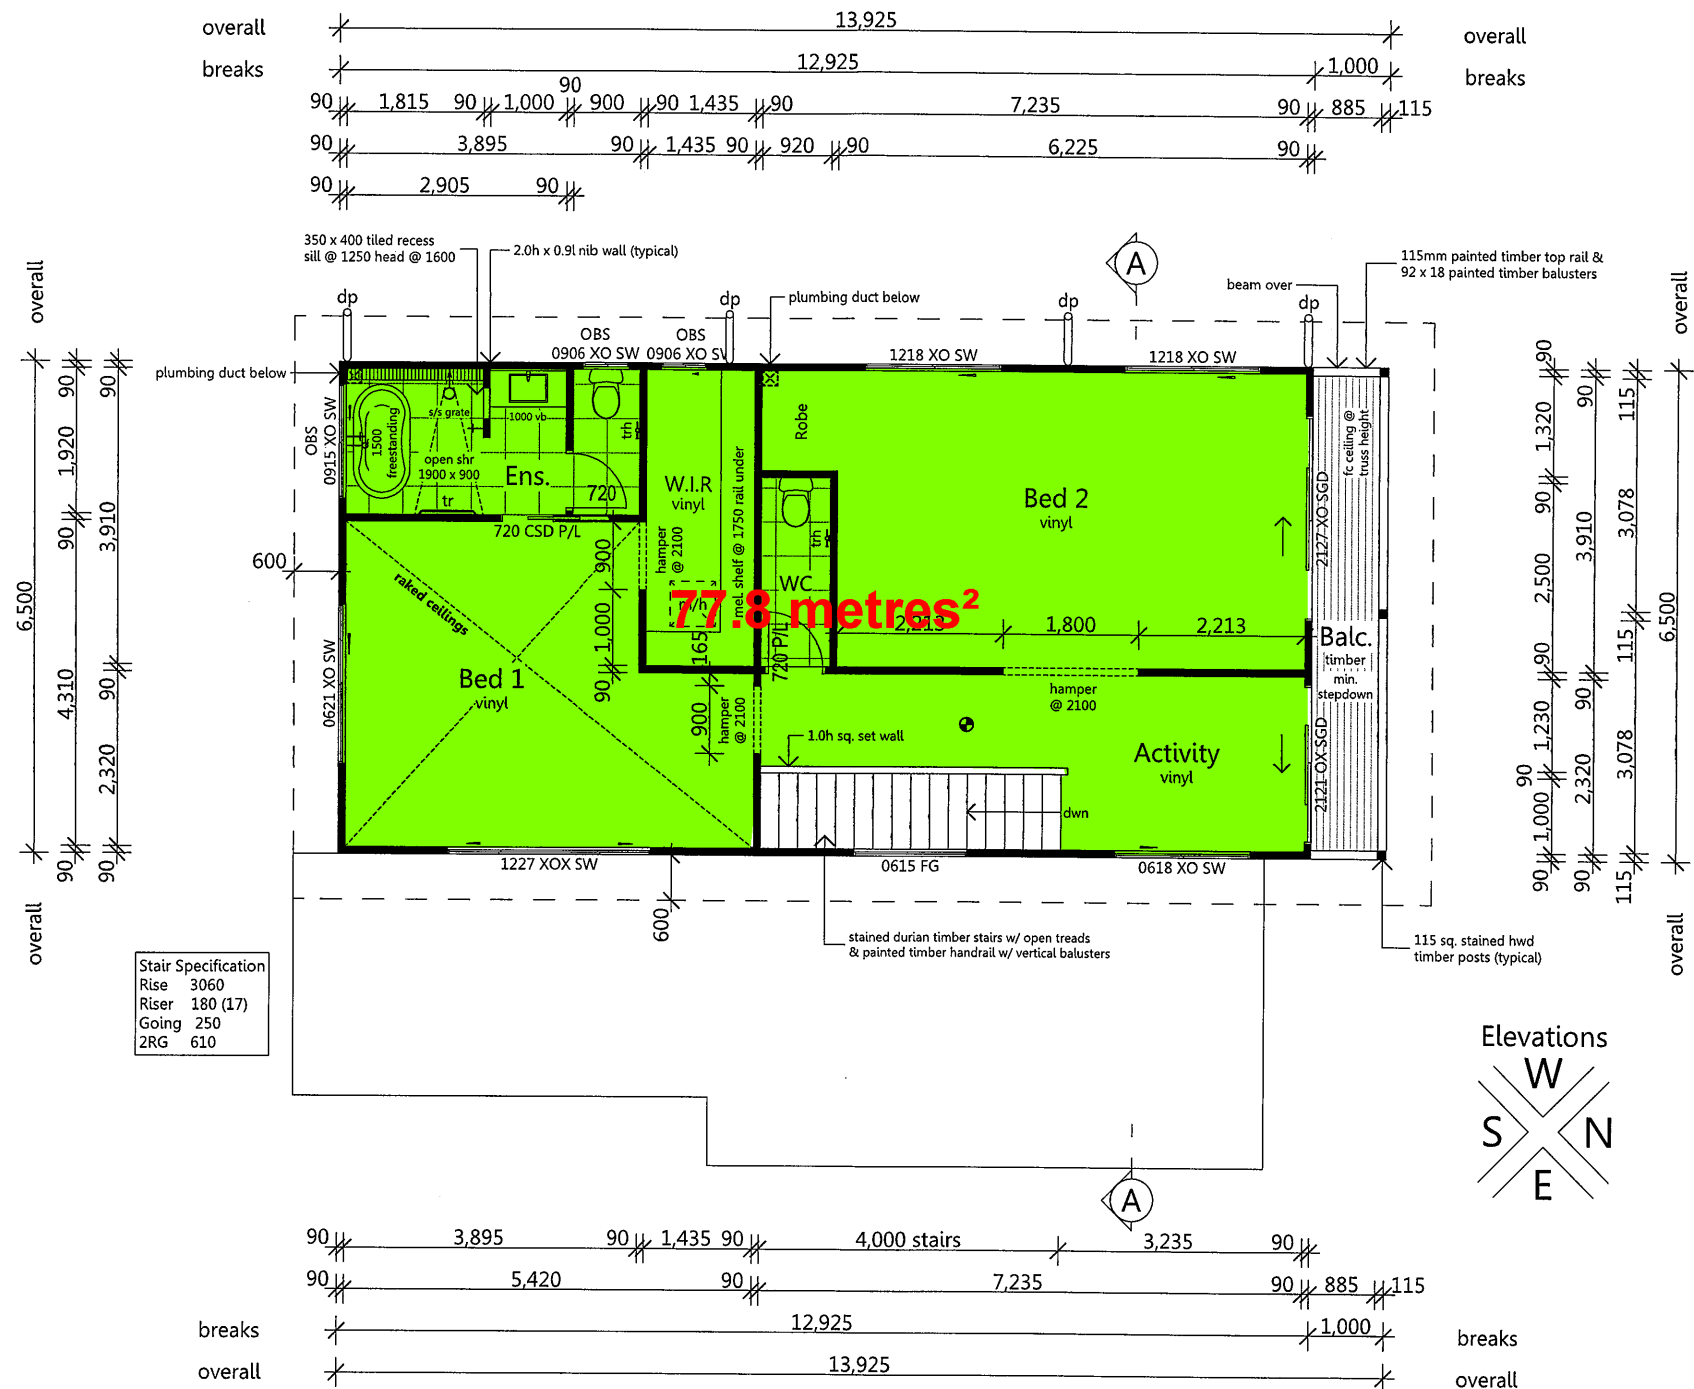 overall 13,925 overall
breaks 12,925 1,000 breaks
90 1,815 90 1,000 90 900 90 1,435 90 7,235 90 885 115
90 3,895 90 1,435 90 920 90 6,225 90
90 2,905 90
350 x 400 tiled recess
sill @ 1250 head @ 1600
2.0h x 0.9l nib wall (typical)
A
115mm painted timber top rail &
92 x 18 painted timber balusters
beam over
plumbing duct below
dp dp dp dp
OBS OBS
0906 XO SW 0906 XO SW
1218 XO SW 1218 XO SW
plumbing duct below
OBS
0915 XO SW
1500
freestanding
s/s grate
1000 vb
open shr
1900 x 900
tr
Ens.
trh
720
720 CSD P/L
W.I.R
vinyl
mel. shelf @ 1750 rail under
hamper
@ 2100
m/h
Robe
Bed 2
vinyl
trh
WC
720 P/L
77.8 metres²
2,213 1,800 2,213
2127 XO SGD
fc ceiling @
truss height
Balc.
timber
min.
stepdown
raked ceilings
Bed 1
vinyl
900
1,000
90
165
900
hamper
@ 2100
hamper
@ 2100
1.0h sq. set wall
Activity
vinyl
2121 OX SGD
dwn
0621 XO SW
1227 XOX SW
0615 FG
0618 XO SW
600
600
overall
6,500
overall
90 1,920 90 4,310 90
90 3,910 90 2,320 90
90 1,320 90 2,500 90 1,230 90 1,000 90
90 3,910 90 2,320 90
115 3,078 115 3,078 115
overall
6,500
overall
stained durian timber stairs w/ open treads
& painted timber handrail w/ vertical balusters
115 sq. stained hwd
timber posts (typical)
Stair Specification
Rise 3060
Riser 180 (17)
Going 250
2RG 610
Elevations
W
S N
E
A
90 3,895 90 1,435 90 4,000 stairs 3,235 90
90 5,420 90 7,235 90 885 115
breaks 12,925 1,000 breaks
overall 13,925 overall